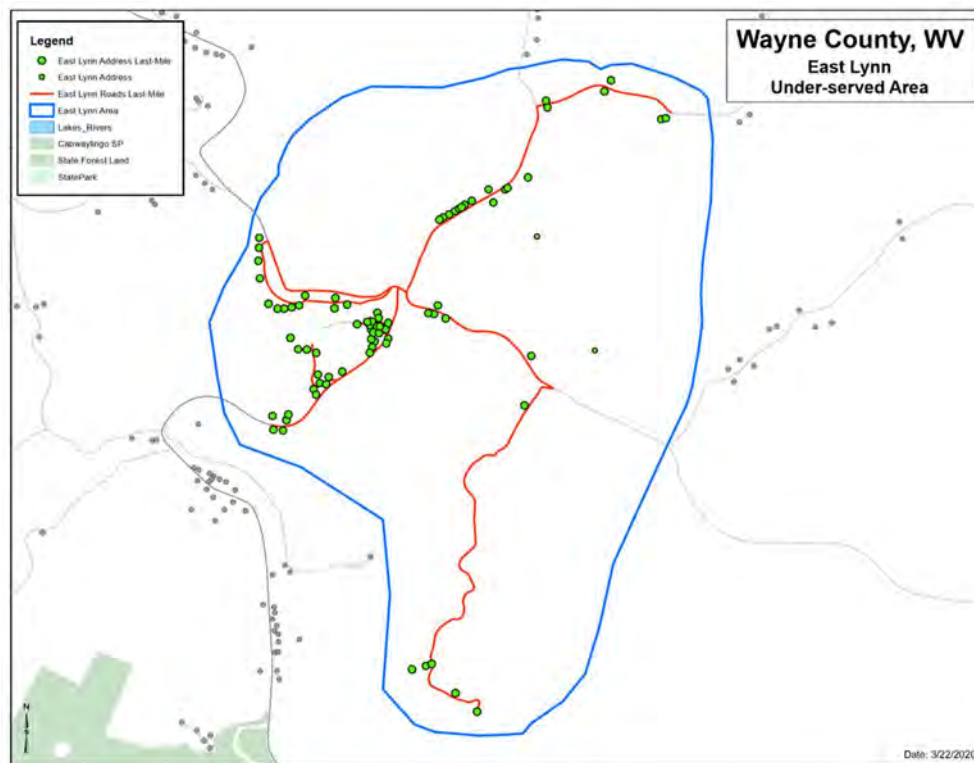 Legend
East Lynn Address Last-Mile
East Lynn Address
East Lynn Roads Last-Mile
East Lynn Area
Lakes_Rivers
Cabwaylingo SP
State Forest Land
StatePark
Wayne County, WV
East Lynn
Under-served Area
N
Date: 3/22/2020